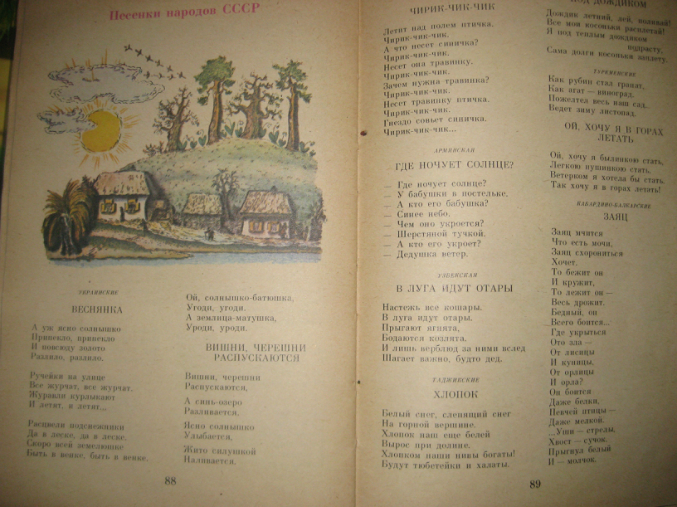 Песенки народов СССР
УКРАИНСКИЕ
ВЕСНЯНКА
А уж ясно солнышко
Припекло, припекло
И повсюду золото
Разлило, разлило.
Ручейки на улице
Все журчат, все журчат,
Журавли курлыкают
И летят, и летят...
Расцвели подснежники
Да в леске, да в леске.
Скоро всей земелюшке
Быть в венке, быть в венке.
Ой, солнышко-батюшка,
Угоди, угоди.
А землица-матушка,
Уроди, уроди.
ВИШНИ, ЧЕРЕШНИ
РАСПУСКАЮТСЯ
Вишни, черешни
Распускаются,
А синь-озеро
Разливается,
Ясно солнышко
Улыбается,
Жито силушкой
Наливается.
88
ЧИРИК-ЧИК-ЧИК
Летит над полем птичка.
Чирик-чик-чик.
А что несет синичка?
Чирик-чик-чик.
Несет она травинку.
Чирик-чик-чик.
Зачем нужна травинка?
Чирик-чик-чик.
Несет травинку птичка.
Чирик-чик-чик.
Гнездо совьет синичка.
Чирик-чик-чик...
АРМЯНСКАЯ
ГДЕ НОЧУЕТ СОЛНЦЕ?
— Где ночует солнце?
— У бабушки в постельке.
— А кто его бабушка?
— Синее небо.
— Чем оно укроется?
— Шерстяной тучкой.
— А кто его укроет?
— Дедушка ветер.
УЗБЕКСКАЯ
В ЛУГА ИДУТ ОТАРЫ
Настежь все кошары.
В луга идут отары.
Прыгают ягнята,
Бодаются козлята.
И лишь верблюд за ними вслед
Шагает важно, будто дед.
ТАДЖИКСКИЕ
ХЛОПОК
Белый снег, слепящий снег
На горной вершине.
Хлопок наш еще белей
Вырос при долине.
Хлопком наши нивы богаты!
Будут тюбетейки и халаты.
ПОД ДОЖДИКОМ
Дождик летний, лей, поливай!
Все мои косоньки расплетай!
Я под теплым дождиком
подрасту,
Сама долги косоньки заплету.
Как рубин стал гранат,
Как агат — виноград.
Пожелтел весь наш сад.
Ведет зиму листопад.
ОЙ, ХОЧУ Я В ГОРАХ
ЛЕТАТЬ
Ой, хочу я былинкою стать,
Легкою пушинкою стать.
Ветерком я хотела бы стать,
Так хочу я в горах летать!
КАБАРДИНО-БАЛКАРСКИЕ
ЗАЯЦ
Заяц мчится
Что есть мочи,
Заяц схорониться
Хочет.
То бежит он
И кружит,
То лежит он —
Весь дрожит.
Бедный, он
Всего боится...
Где укрыться
Ото зла —
От лисицы
И куницы,
От орлицы
И орла?
Он боится
Даже белки,
Певчей птицы —
Даже мелкой.
...Уши — стрелы,
Хвост — сучок.
Прыгнул белый
И — молчок.
89